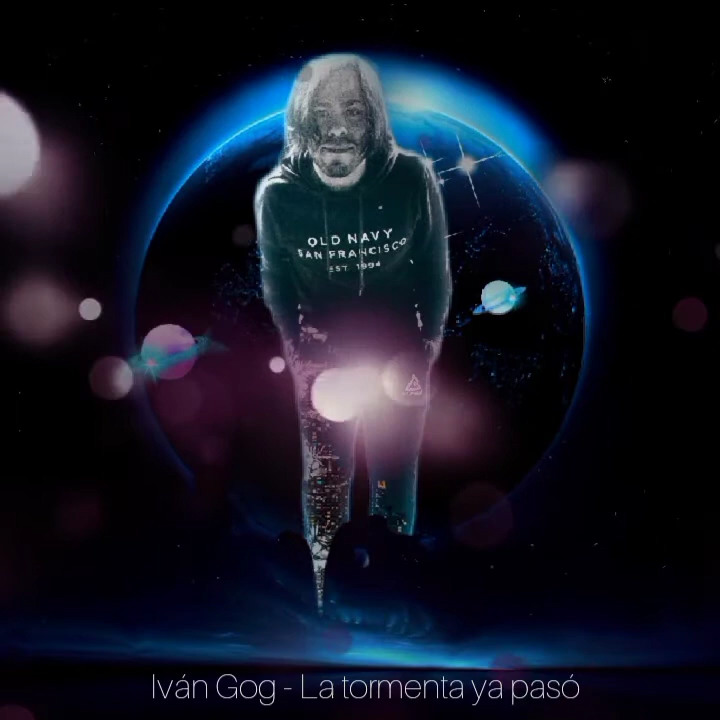 OLD NAVY
SAN FRANCISCO
EST 1994
Iván Gog - La tormenta ya pasó